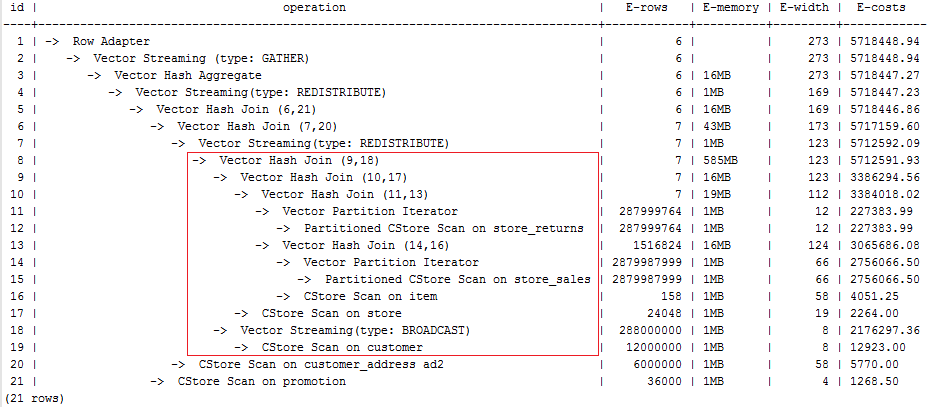 id | operation | E-rows | E-memory | E-width | E-costs
----+----------------------------------------------------------------------------------+------------+----------+---------+------------
1 | -> Row Adapter | 6 | | 273 | 5718448.94
2 | -> Vector Streaming (type: GATHER) | 6 | | 273 | 5718448.94
3 | -> Vector Hash Aggregate | 6 | 16MB | 273 | 5718447.27
4 | -> Vector Streaming(type: REDISTRIBUTE) | 6 | 1MB | 169 | 5718447.23
5 | -> Vector Hash Join (6,21) | 6 | 16MB | 169 | 5718446.86
6 | -> Vector Hash Join (7,20) | 7 | 43MB | 173 | 5717159.60
7 | -> Vector Streaming(type: REDISTRIBUTE) | 7 | 1MB | 123 | 5712592.09
8 | -> Vector Hash Join (9,18) | 7 | 585MB | 123 | 5712591.93
9 | -> Vector Hash Join (10,17) | 7 | 16MB | 123 | 3386294.56
10 | -> Vector Hash Join (11,13) | 7 | 19MB | 112 | 3384018.02
11 | -> Vector Partition Iterator | 287999764 | 1MB | 12 | 227383.99
12 | -> Partitioned CStore Scan on store_returns | 287999764 | 1MB | 12 | 227383.99
13 | -> Vector Hash Join (14,16) | 1516824 | 16MB | 124 | 3065686.08
14 | -> Vector Partition Iterator | 2879987999 | 1MB | 66 | 2756066.50
15 | -> Partitioned CStore Scan on store_sales | 2879987999 | 1MB | 66 | 2756066.50
16 | -> CStore Scan on item | 158 | 1MB | 58 | 4051.25
17 | -> CStore Scan on store | 24048 | 1MB | 19 | 2264.00
18 | -> Vector Streaming(type: BROADCAST) | 288000000 | 1MB | 8 | 2176297.36
19 | -> CStore Scan on customer | 12000000 | 1MB | 8 | 12923.00
20 | -> CStore Scan on customer_address ad2 | 6000000 | 1MB | 58 | 5770.00
21 | -> CStore Scan on promotion | 36000 | 1MB | 4 | 1268.50
(21 rows)